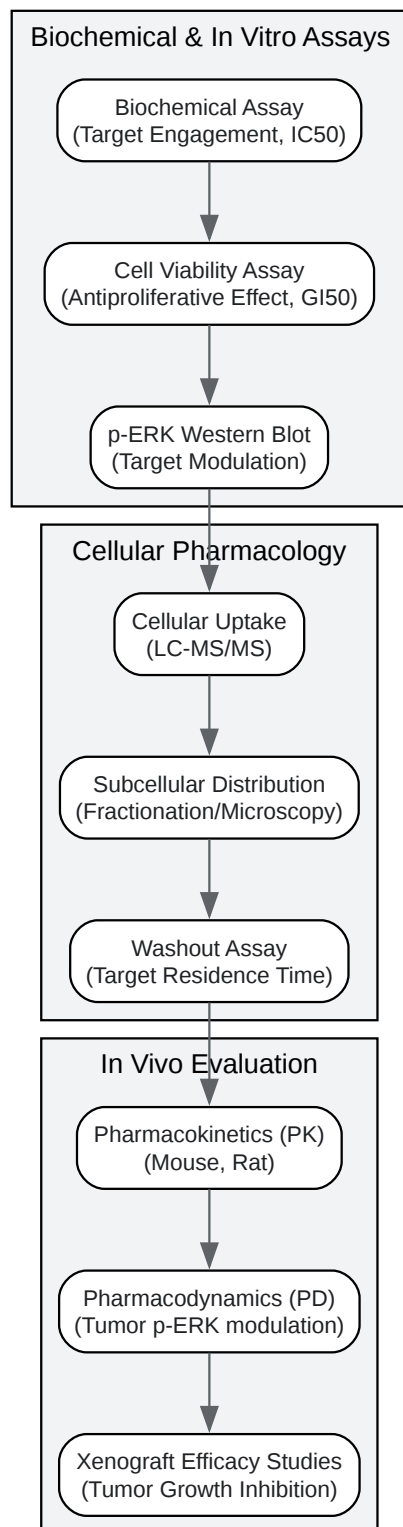 Biochemical & In Vitro Assays
Biochemical Assay
(Target Engagement, IC50)
Cell Viability Assay
(Antiproliferative Effect, GI50)
p-ERK Western Blot
(Target Modulation)
Cellular Pharmacology
Cellular Uptake
(LC-MS/MS)
Subcellular Distribution
(Fractionation/Microscopy)
Washout Assay
(Target Residence Time)
In Vivo Evaluation
Pharmacokinetics (PK)
(Mouse, Rat)
Pharmacodynamics (PD)
(Tumor p-ERK modulation)
Xenograft Efficacy Studies
(Tumor Growth Inhibition)